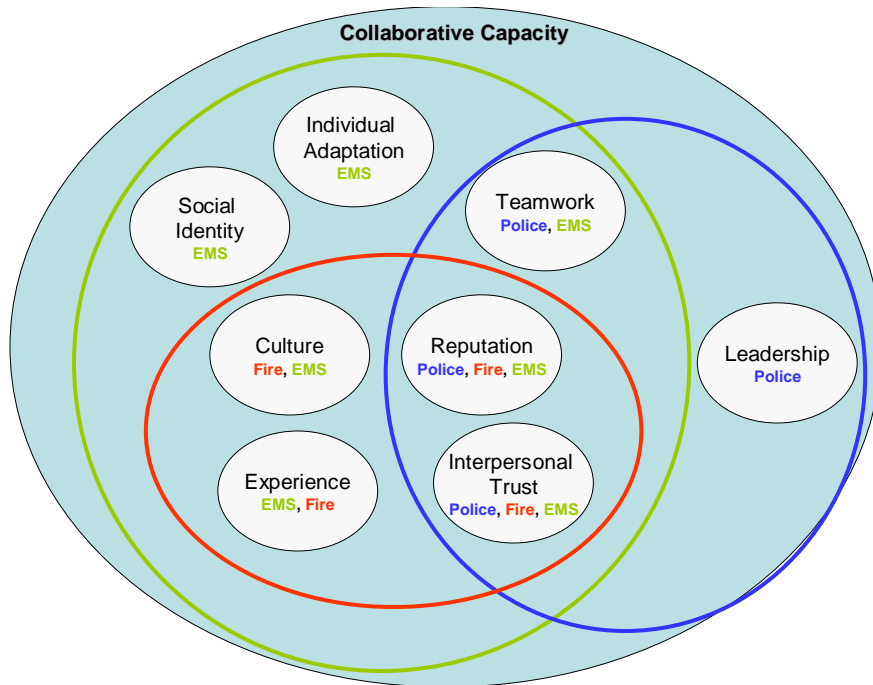 Collaborative Capacity
Individual
Adaptation
EMS
Social
Identity
EMS
Teamwork
Police, EMS
Culture
Fire, EMS
Reputation
Police, Fire, EMS
Leadership
Police
Experience
EMS, Fire
Interpersonal
Trust
Police, Fire, EMS